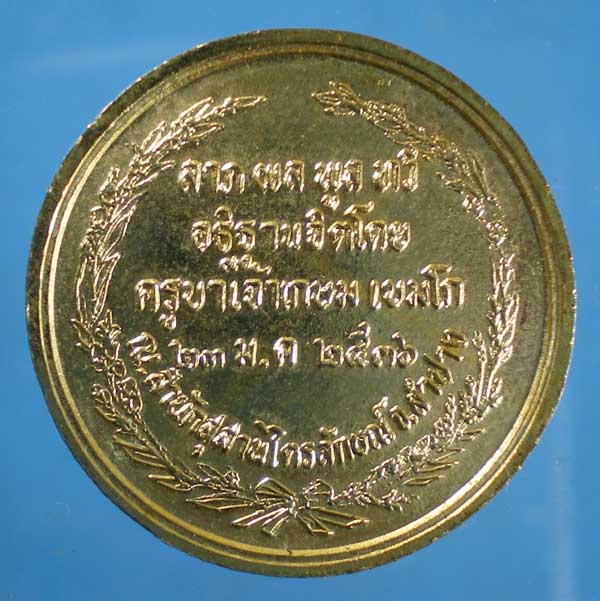 ลาภ ผล พูล ทวี
อธิฐานจิตโดย
ครูบาเจ้าเกษม เขมโก
๒๓ ม.ค ๒๕๓๖
ณ.สำนักสุสานไตรลักษณ์ จ.ลำปาง